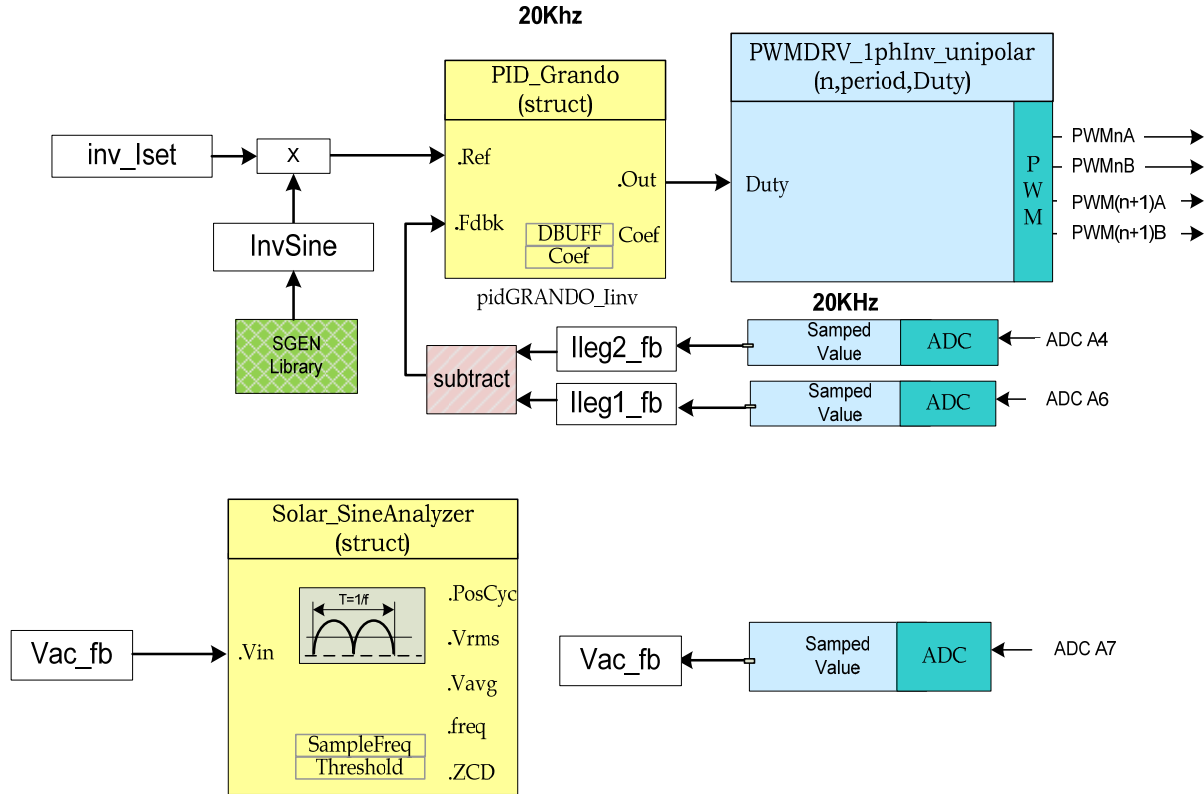 20Khz
PID_Grando
(struct)
PWMDRV_1phInv_unipolar
(n,period,Duty)
inv_Iset
X
.Ref
.Out
.Fdbk
DBUFF
Coef
Coef
Duty
P
W
M
PWMnA
PWMnB
PWM(n+1)A
PWM(n+1)B
InvSine
pidGRANDO_Iinv
SGEN
Library
20KHz
subtract
Ileg2_fb
Samped
Value
ADC
ADC A4
Ileg1_fb
Samped
Value
ADC
ADC A6
Solar_SineAnalyzer
(struct)
T=1/f
Vac_fb
.Vin
.PosCyc
.Vrms
.Vavg
.freq
.ZCD
SampleFreq
Threshold
Vac_fb
Samped
Value
ADC
ADC A7